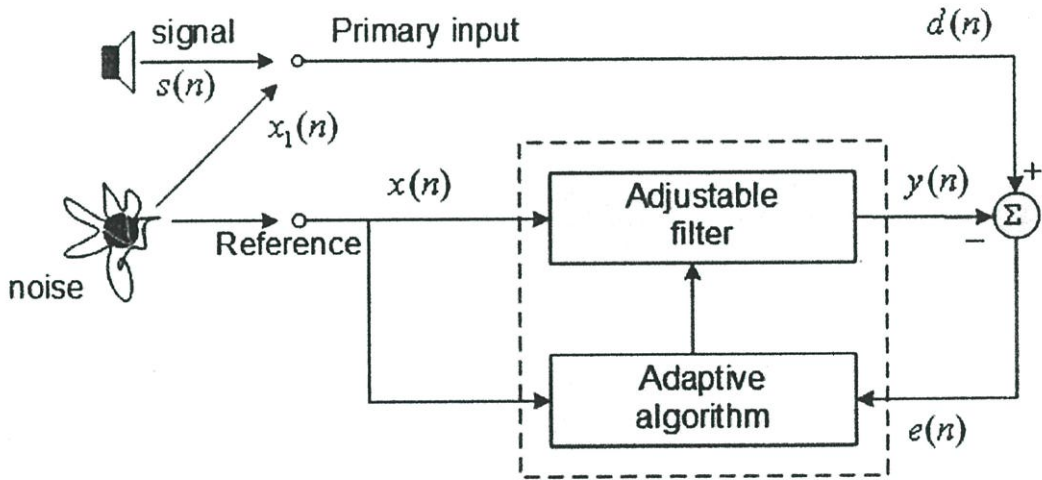 signal
s(n)
Primary input
d(n)
x₁(n)
noise
Reference
x(n)
Adjustable
filter
y(n)
+
Σ
−
Adaptive
algorithm
e(n)